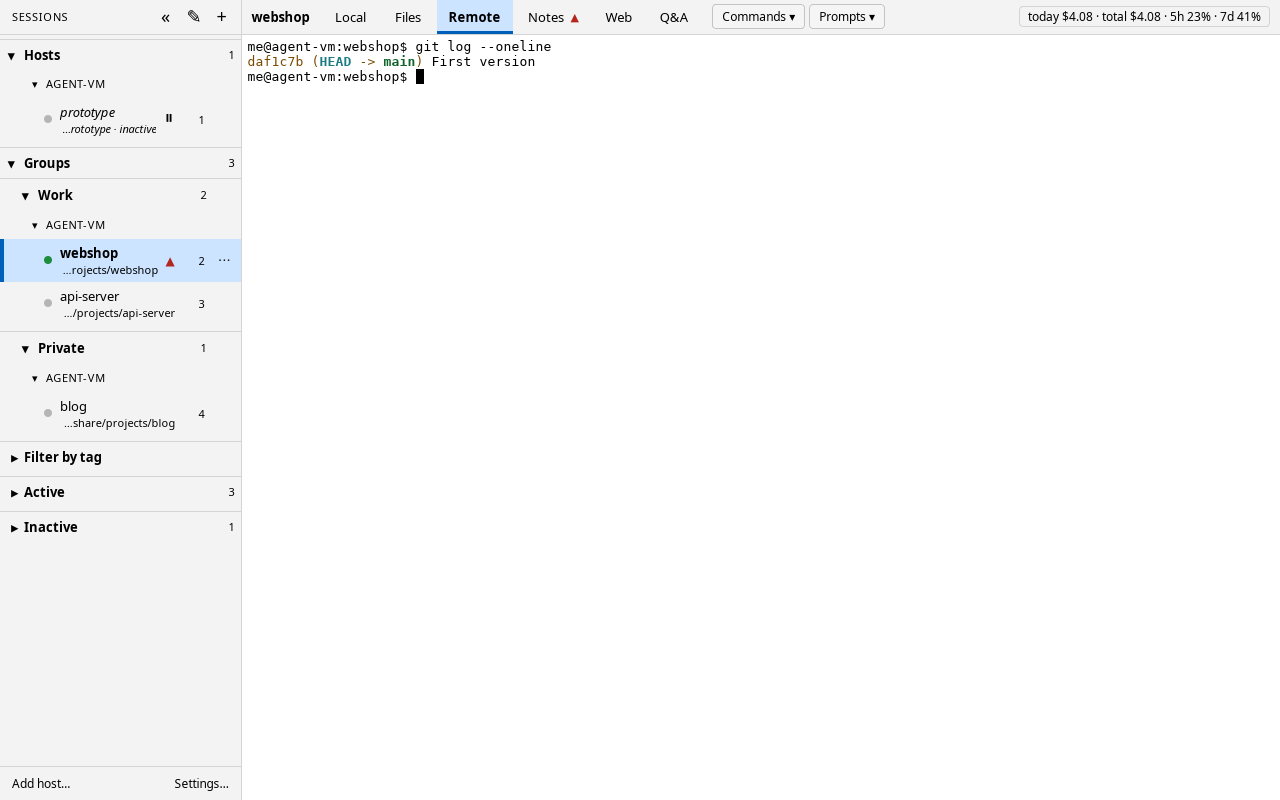 SESSIONS « ✎ +
webshop Local Files Remote Notes ▲ Web Q&A Commands ▾ Prompts ▾ today $4.08 · total $4.08 · 5h 23% · 7d 41%
▼ Hosts 1
▾ AGENT-VM
prototype ⏸ 1
...rototype · inactive
▼ Groups 3
▼ Work 2
▾ AGENT-VM
webshop ▲ 2 ...
...rojects/webshop
api-server 3
.../projects/api-server
▼ Private 1
▾ AGENT-VM
blog 4
...share/projects/blog
▶ Filter by tag
▶ Active 3
▶ Inactive 1
Add host... Settings...
me@agent-vm:webshop$ git log --oneline
daf1c7b (HEAD -> main) First version
me@agent-vm:webshop$